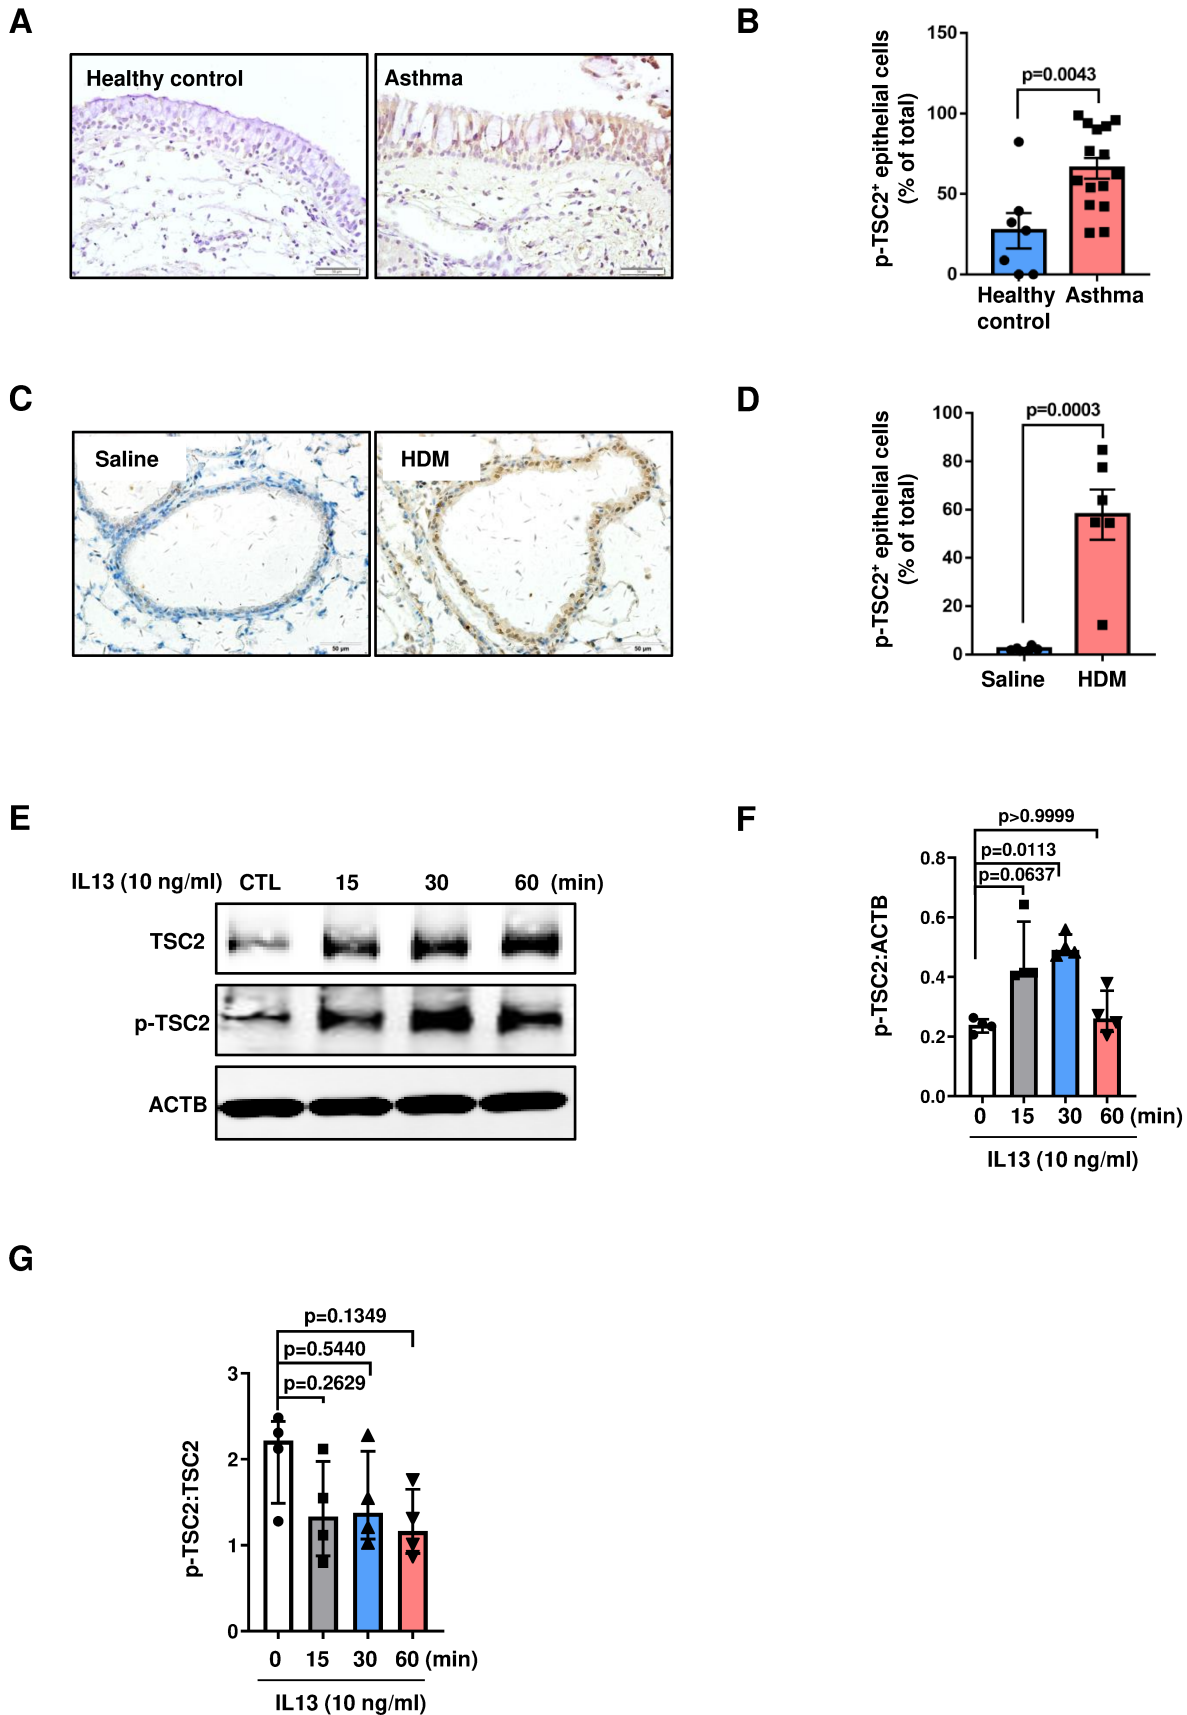 A
Healthy control
Asthma
B
p-TSC2+ epithelial cells
(% of total)
150
100
50
0
p=0.0043
Healthy
control
Asthma
C
Saline
50 µm
HDM
50 µm
D
p-TSC2+ epithelial cells
(% of total)
100
80
60
40
20
0
p=0.0003
Saline
HDM
E
IL13 (10 ng/ml) CTL 15 30 60 (min)
TSC2
p-TSC2
ACTB
F
p>0.9999
p=0.0113
p=0.0637
p-TSC2:ACTB
0.8
0.6
0.4
0.2
0.0
0 15 30 60 (min)
IL13 (10 ng/ml)
G
p=0.1349
p=0.5440
p=0.2629
p-TSC2:TSC2
3
2
1
0
0 15 30 60 (min)
IL13 (10 ng/ml)